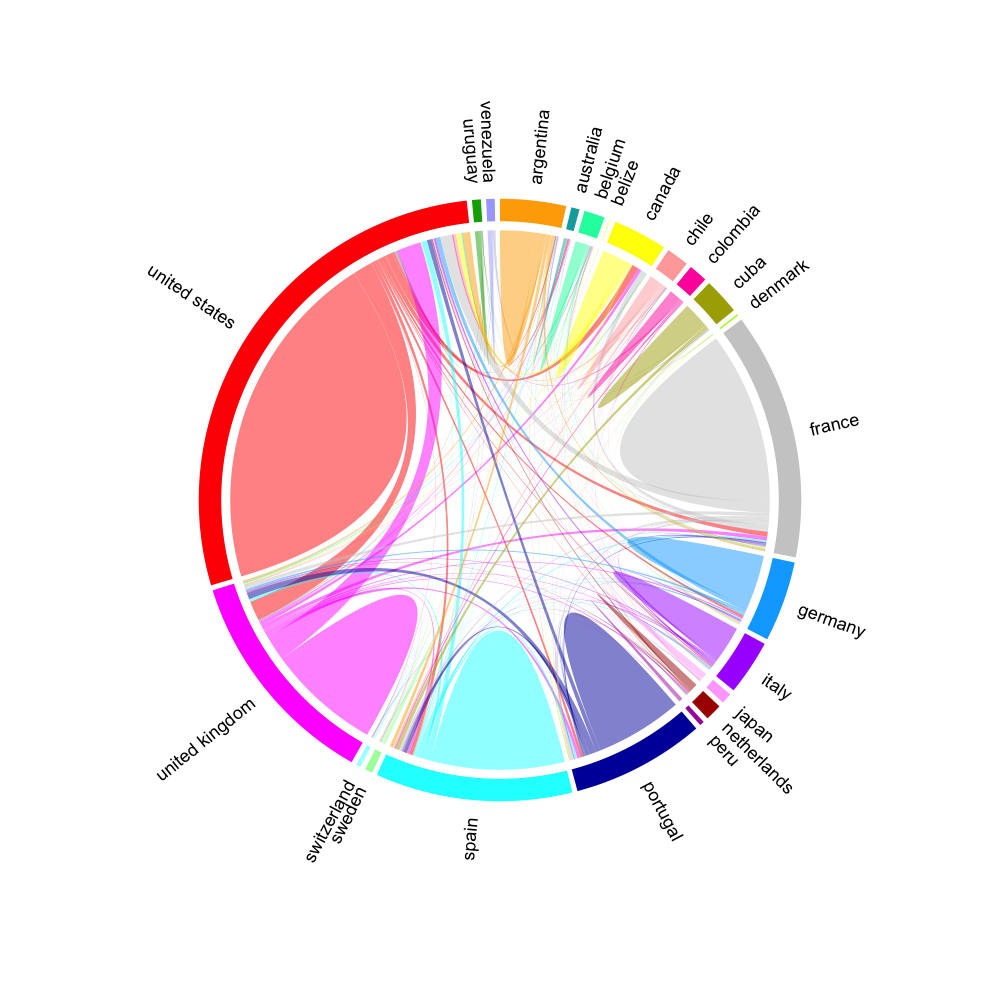 venezuela
uruguay
argentina
australia
belgium
belize
canada
chile
colombia
cuba
denmark
france
germany
italy
japan
netherlands
peru
portugal
spain
sweden
switzerland
united kingdom
united states